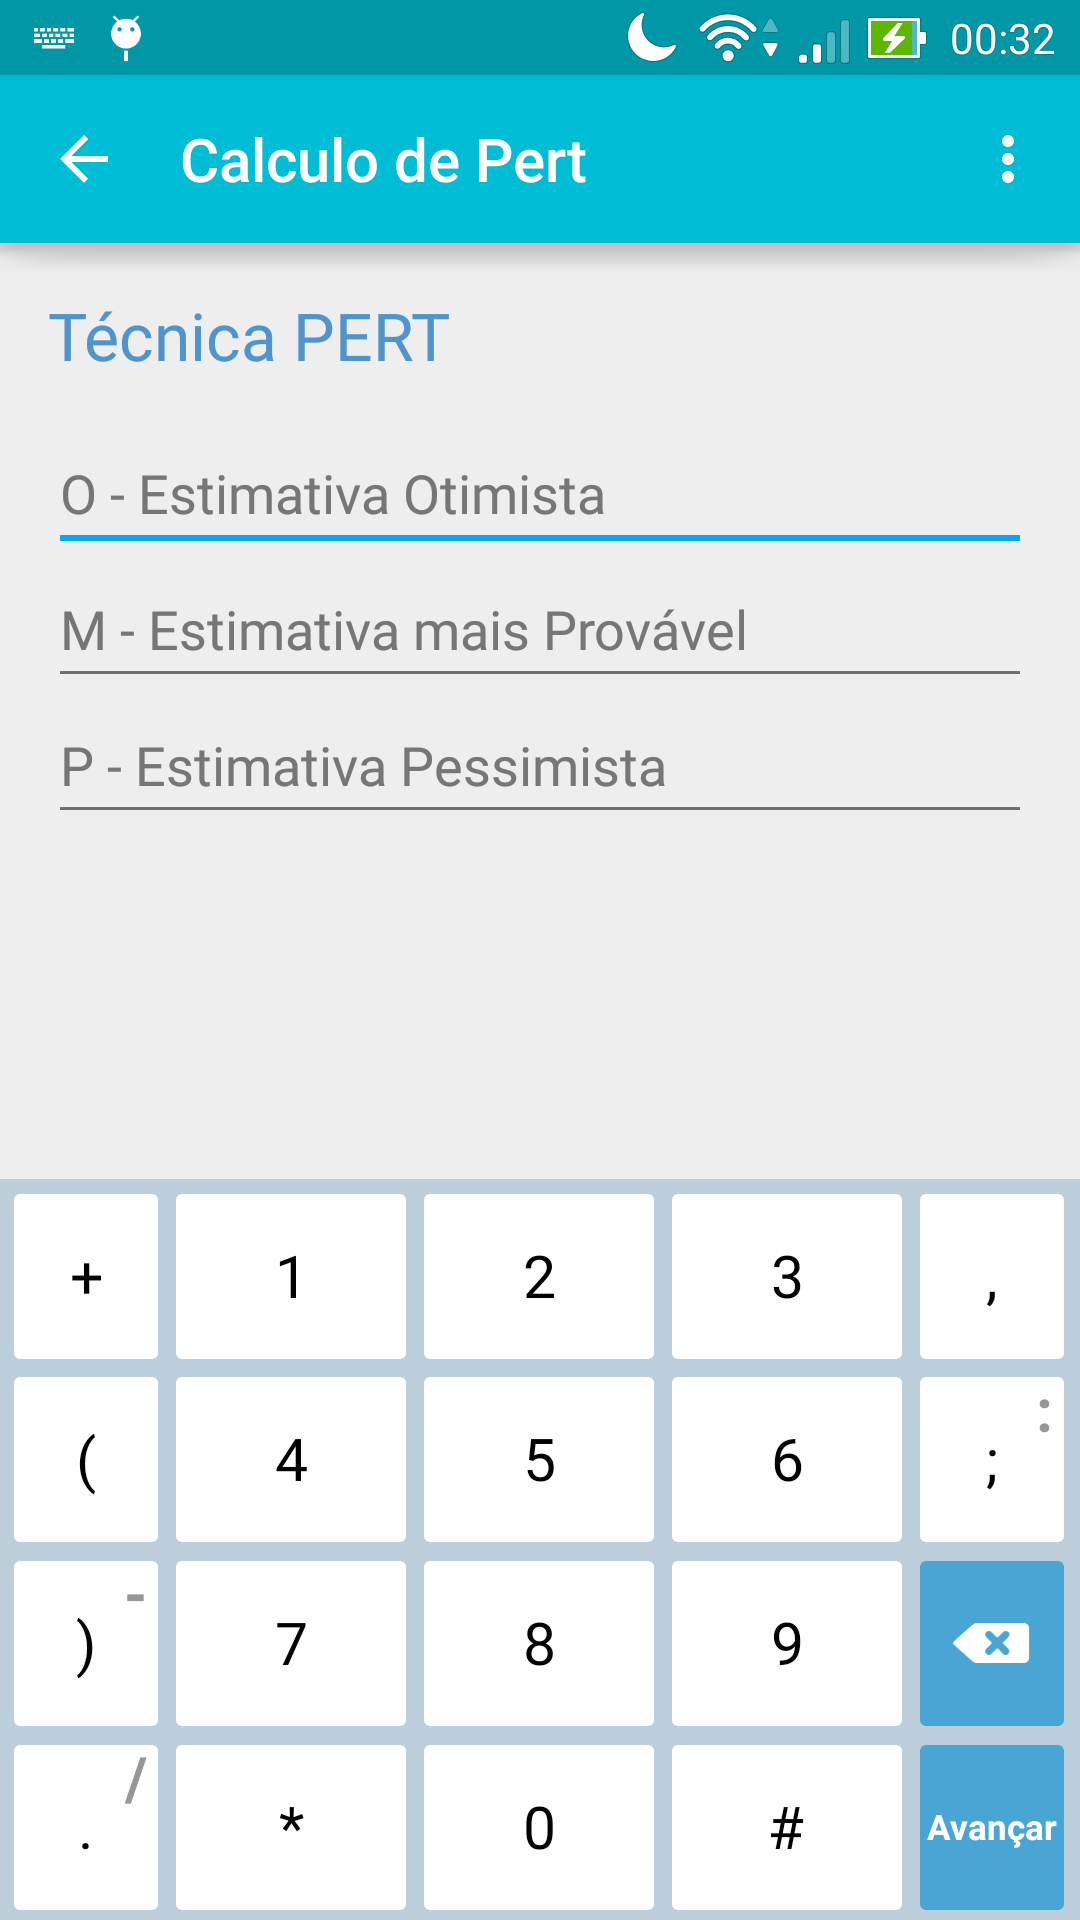 00:32
Calculo de Pert
Técnica PERT
O - Estimativa Otimista
M - Estimativa mais Provável
P - Estimativa Pessimista
+ 1 2 3 ,
( 4 5 6 ; :
) - 7 8 9
. / * 0 # Avançar